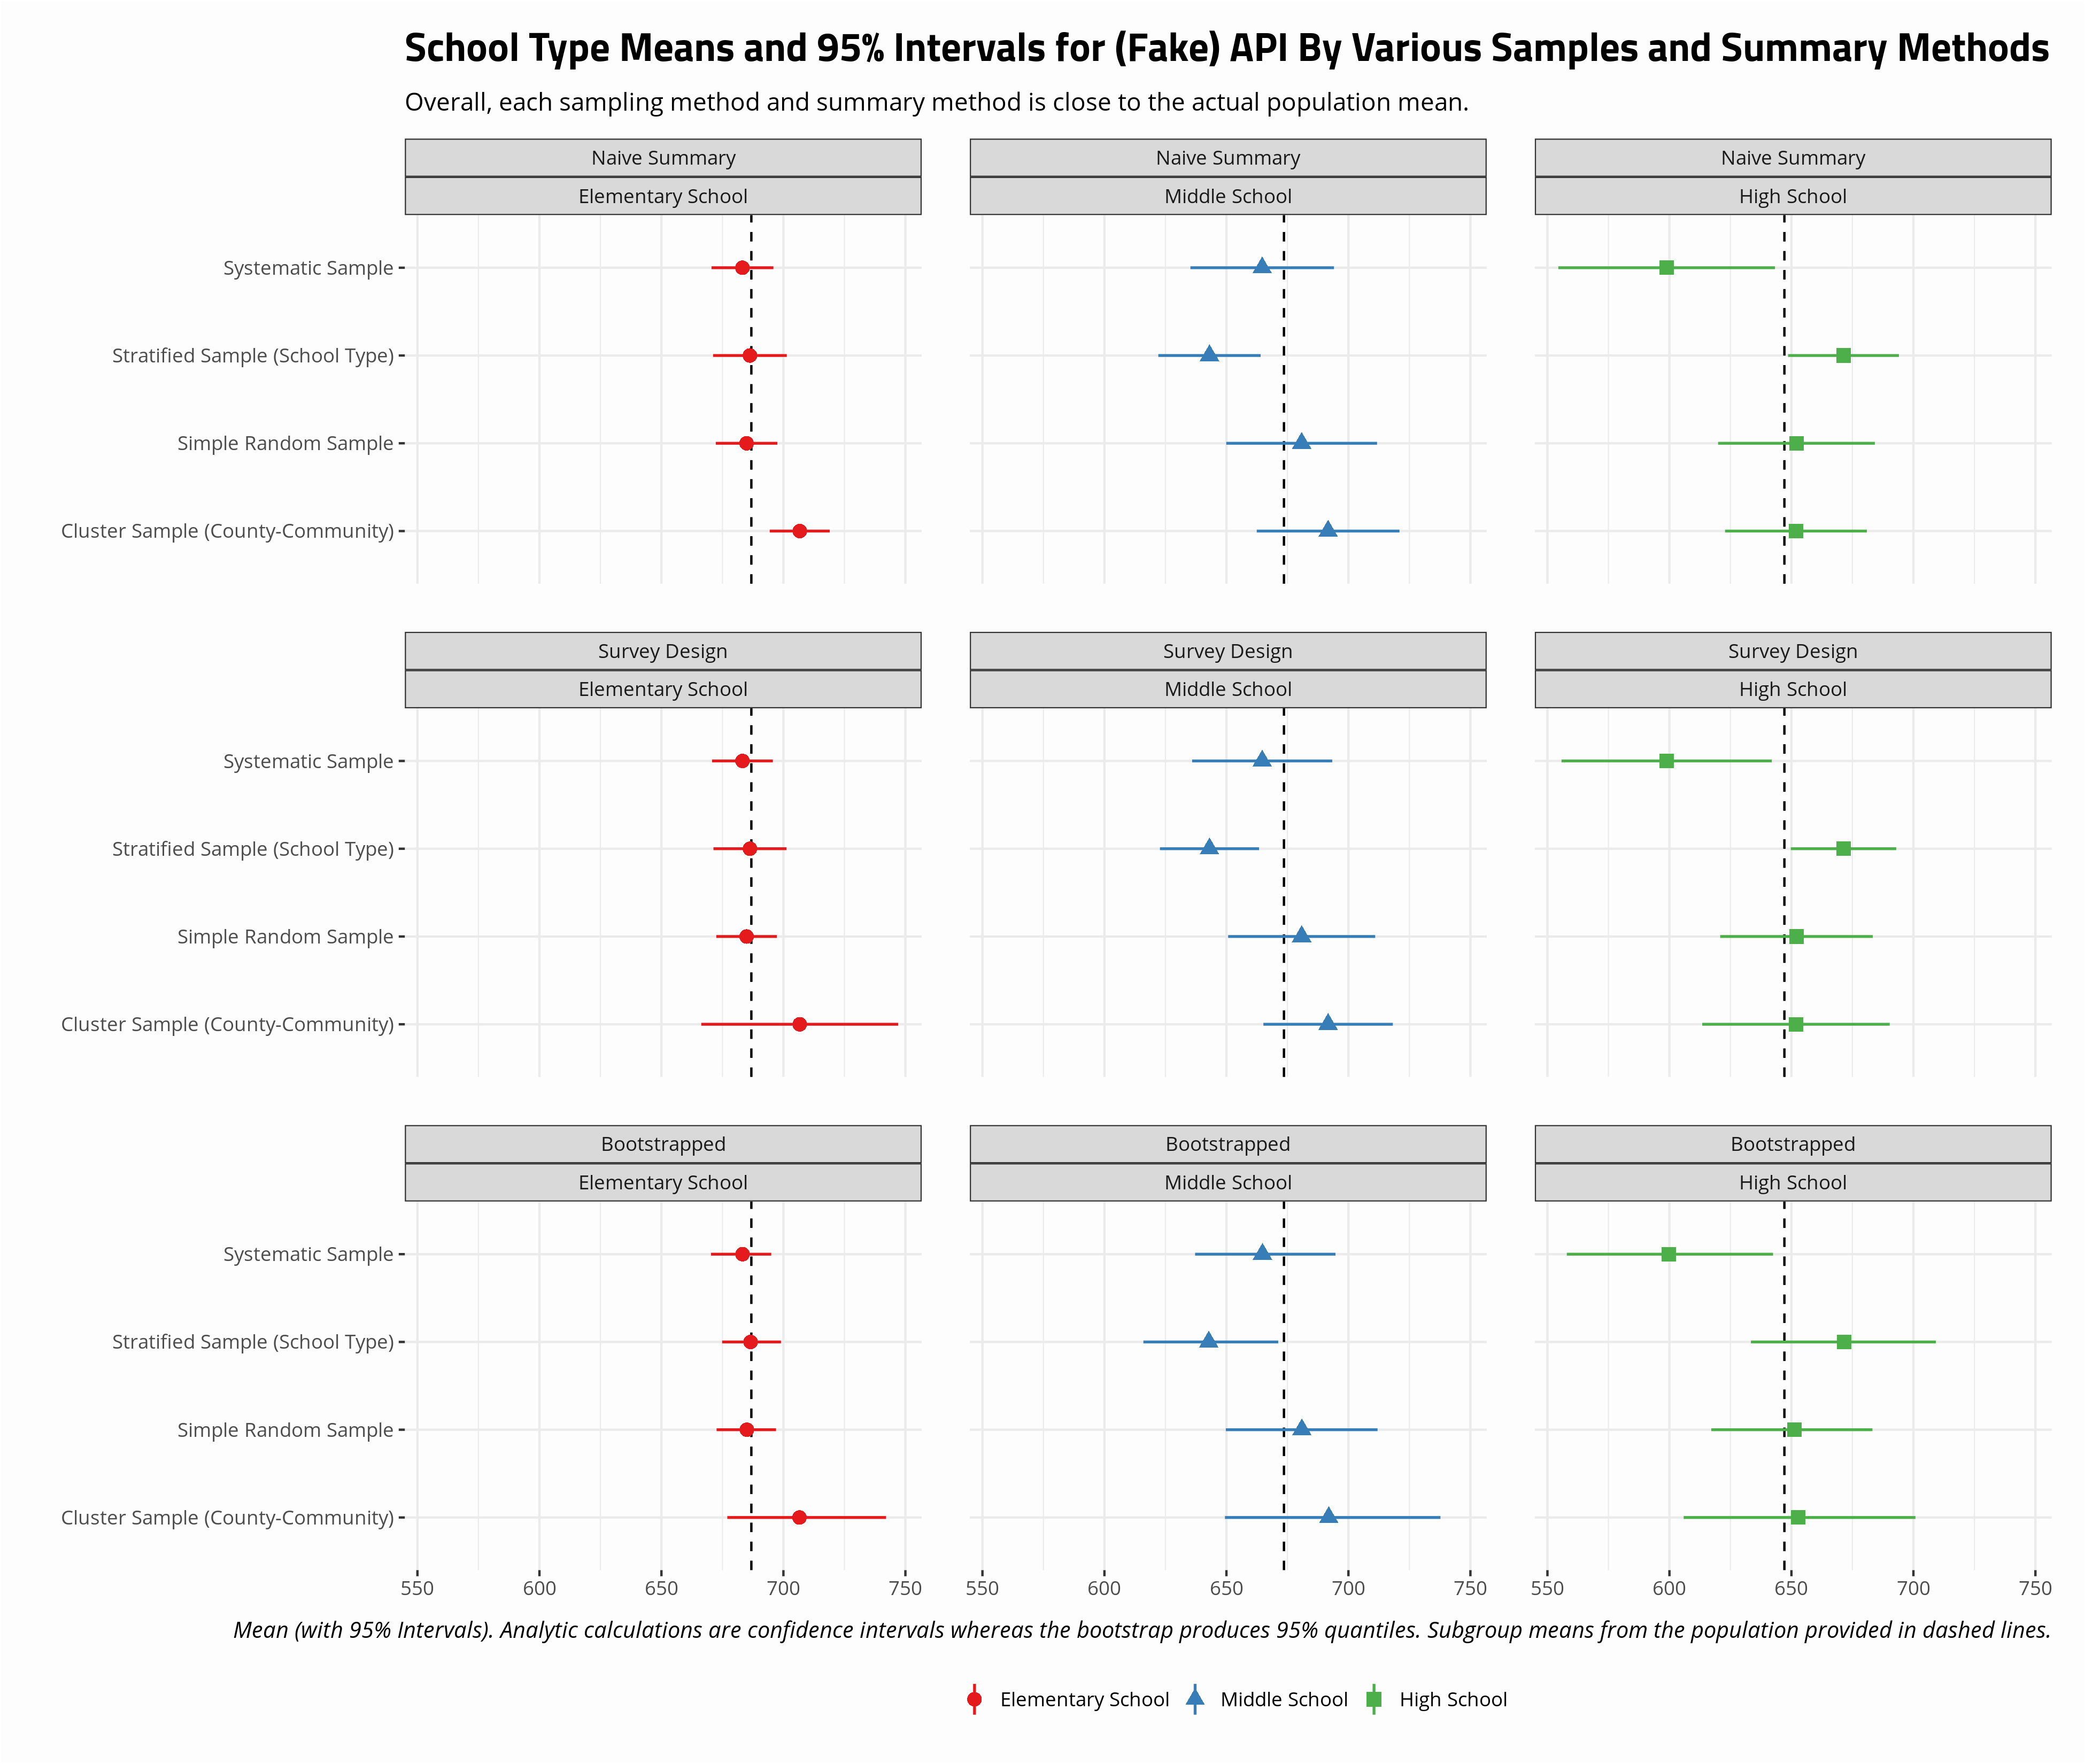 School Type Means and 95% Intervals for (Fake) API By Various Samples and Summary Methods
Overall, each sampling method and summary method is close to the actual population mean.
Naive Summary
Elementary School
Naive Summary
Middle School
Naive Summary
High School
Systematic Sample
Stratified Sample (School Type)
Simple Random Sample
Cluster Sample (County-Community)
Survey Design
Elementary School
Survey Design
Middle School
Survey Design
High School
Systematic Sample
Stratified Sample (School Type)
Simple Random Sample
Cluster Sample (County-Community)
Bootstrapped
Elementary School
Bootstrapped
Middle School
Bootstrapped
High School
Systematic Sample
Stratified Sample (School Type)
Simple Random Sample
Cluster Sample (County-Community)
550 600 650 700 750
550 600 650 700 750
550 600 650 700 750
Mean (with 95% Intervals). Analytic calculations are confidence intervals whereas the bootstrap produces 95% quantiles. Subgroup means from the population provided in dashed lines.
Elementary School Middle School High School